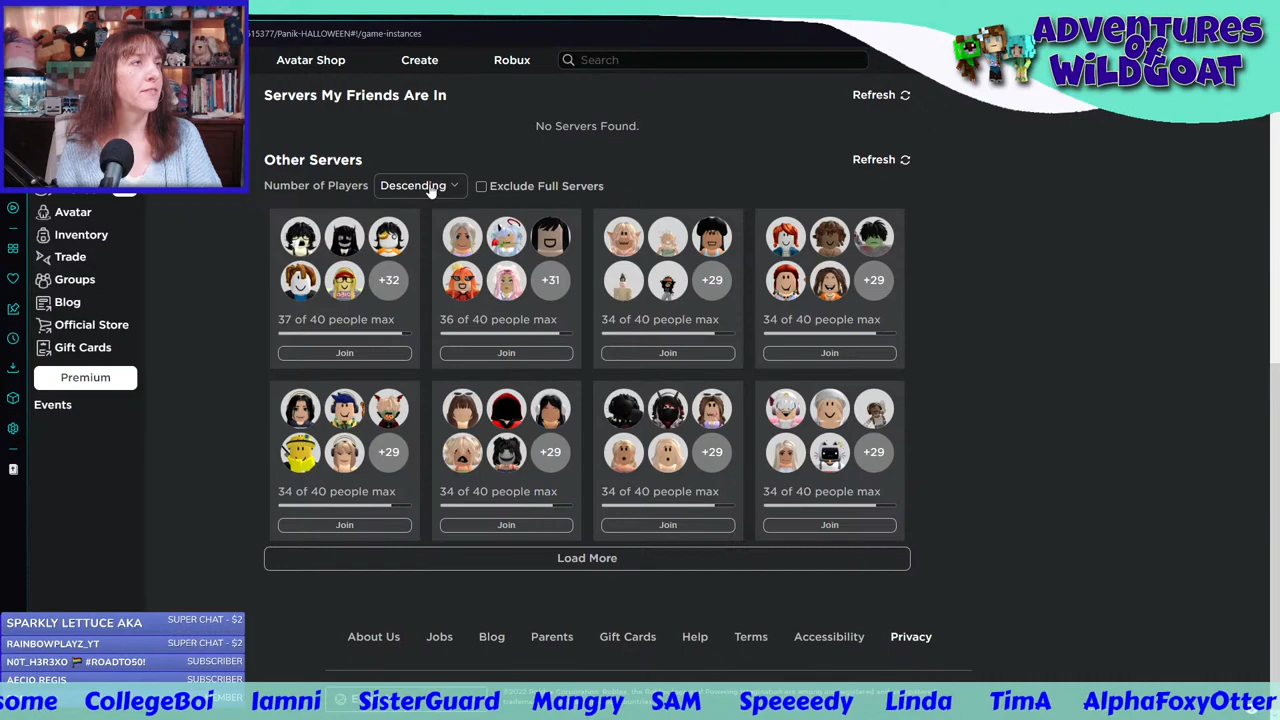 515377/Panik-HALLOWEEN#!/game-instances
ADVENTURES
OF
WILDGOAT
Avatar Shop
Create
Robux
Search
Servers My Friends Are In
Refresh
No Servers Found.
Other Servers
Refresh
Number of Players
Descending
Exclude Full Servers
Avatar
Inventory
Trade
Groups
Blog
Official Store
Gift Cards
Premium
Events
+32
+31
+29
+29
37 of 40 people max
36 of 40 people max
34 of 40 people max
34 of 40 people max
Join
Join
Join
Join
+29
+29
+29
+29
34 of 40 people max
34 of 40 people max
34 of 40 people max
34 of 40 people max
Join
Join
Join
Join
Load More
About Us
Jobs
Blog
Parents
Gift Cards
Help
Terms
Accessibility
Privacy
SPARKLY LETTUCE AKA
SUPER CHAT - $2
RAINBOWPLAYZ_YT
SUPER CHAT - $2
N0T_H3R3XO 🏴 #ROADTO50!
SUBSCRIBER
AECIO REGIS
SUBSCRIBER
some CollegeBoi Iamni SisterGuard Mangry SAM Speeeedy Linda TimA AlphaFoxyOtter